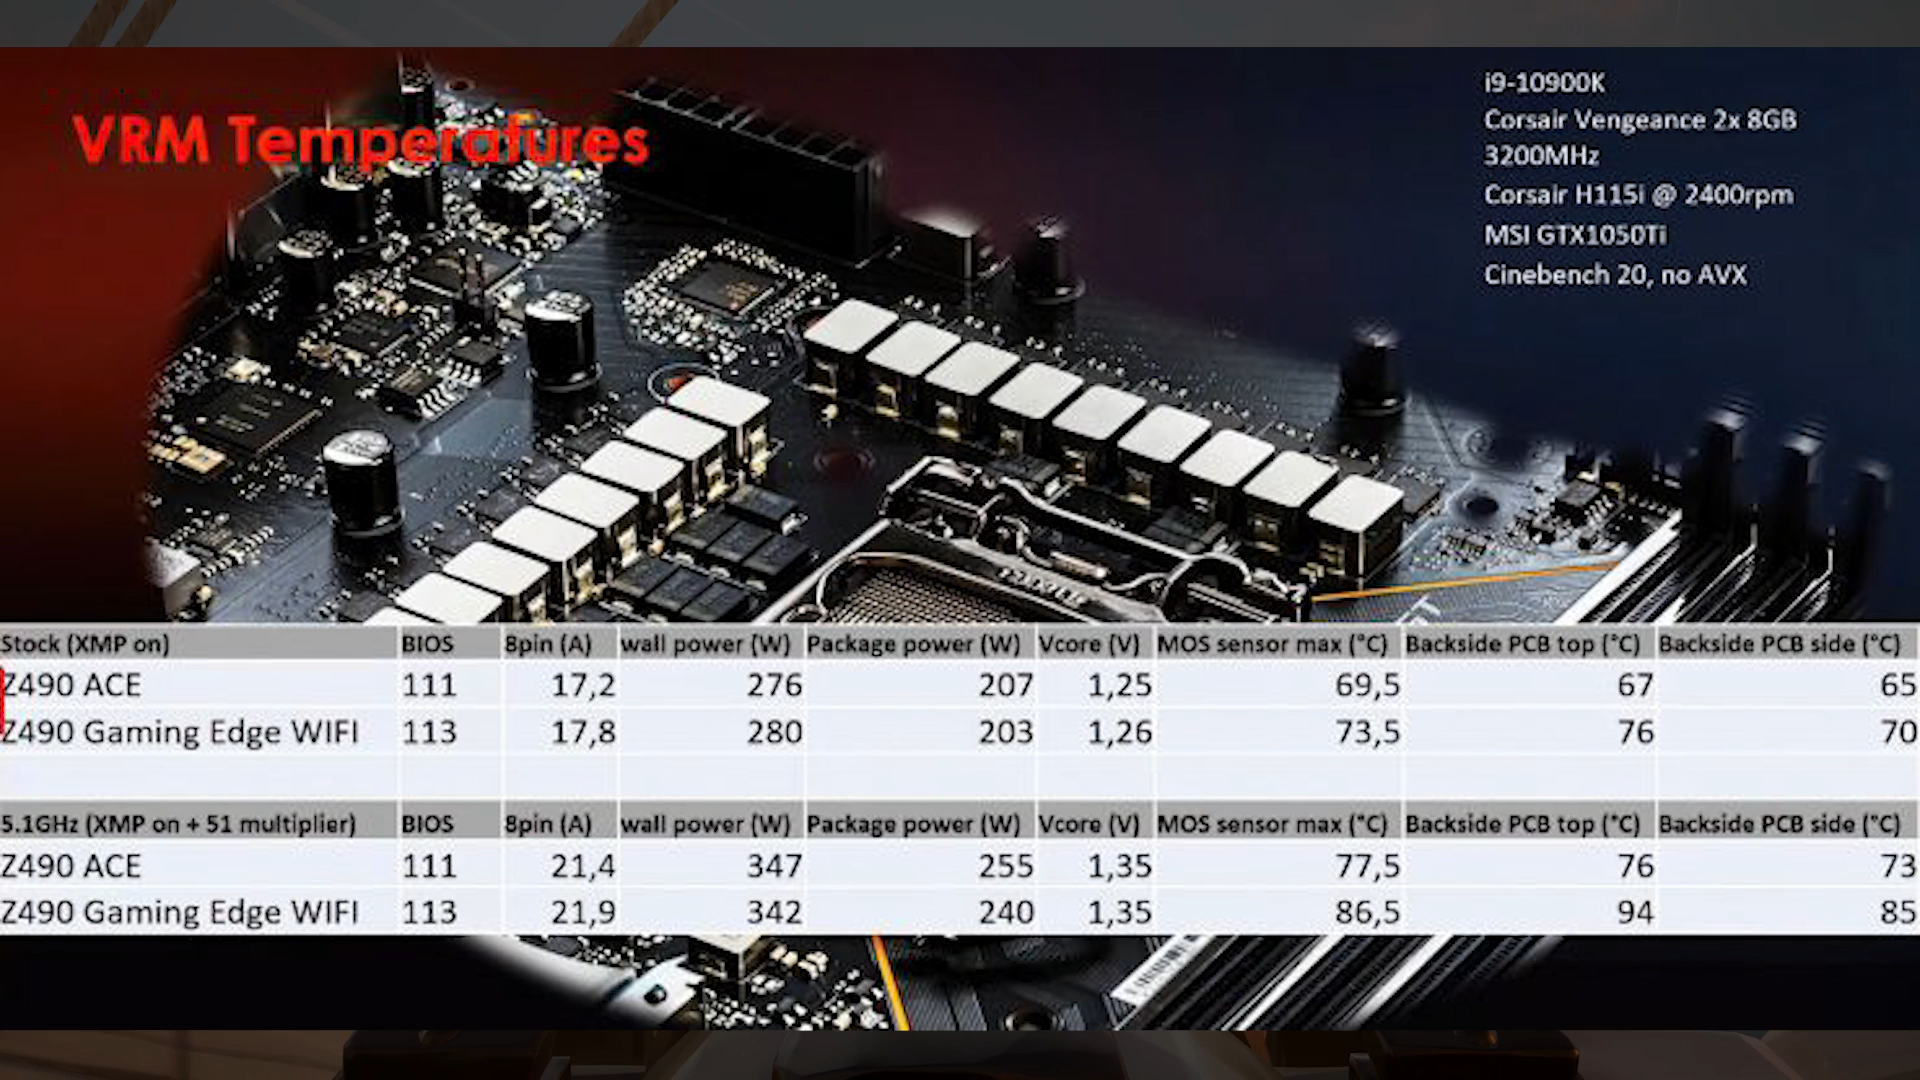 VRM Temperatures
i9-10900K
Corsair Vengeance 2x 8GB
3200MHz
Corsair H115i @ 2400rpm
MSI GTX1050Ti
Cinebench 20, no AVX
Stock (XMP on) BIOS 8pin (A) wall power (W) Package power (W) Vcore (V) MOS sensor max (°C) Backside PCB top (°C) Backside PCB side (°C)
Z490 ACE 111 17,2 276 207 1,25 69,5 67 65
Z490 Gaming Edge WIFI 113 17,8 280 203 1,26 73,5 76 70
5.1GHz (XMP on + 51 multiplier) BIOS 8pin (A) wall power (W) Package power (W) Vcore (V) MOS sensor max (°C) Backside PCB top (°C) Backside PCB side (°C)
Z490 ACE 111 21,4 347 255 1,35 77,5 76 73
Z490 Gaming Edge WIFI 113 21,9 342 240 1,35 86,5 94 85